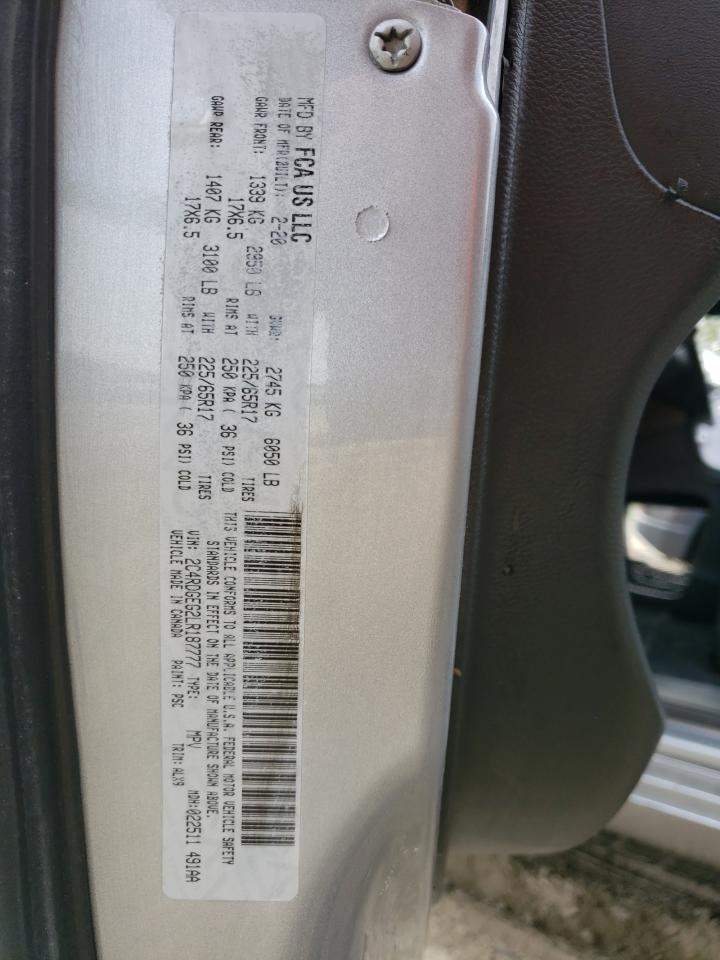 MFD BY FCA US LLC
DATE OF MFR(BUILT): 2-20 GVWR: 2745 KG 6050 LB
GAWR FRONT: 1339 KG 2950 LB WITH 225/65R17 TIRES
17X6.5 RIMS AT 250 KPA ( 36 PSI) COLD
GAWR REAR: 1407 KG 3100 LB WITH 225/65R17 TIRES
17X6.5 RIMS AT 250 KPA ( 36 PSI) COLD
THIS VEHICLE CONFORMS TO ALL APPLICABLE U.S.A. FEDERAL MOTOR VEHICLE SAFETY
STANDARDS IN EFFECT ON THE DATE OF MANUFACTURE SHOWN ABOVE.
VIN: 2C4RDGEG2LR187777 TYPE: MPV MDH:022511 491AA
VEHICLE MADE IN CANADA PAINT: PSC TRIM: ALX9